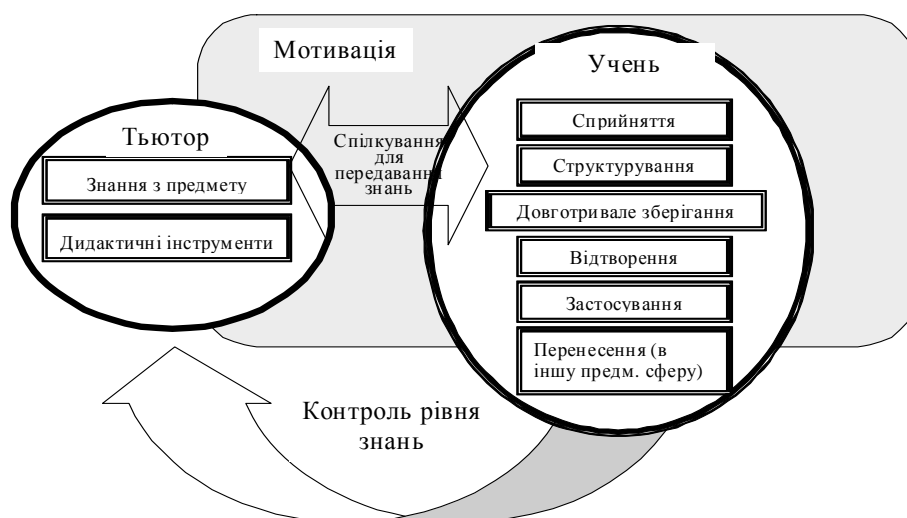 Мотивація
Учень
Тьютор
Знання з предмету
Дидактичні інструменти
Спілкування
для
передавання
знань
Сприйняття
Структурування
Довготривале зберігання
Відтворення
Застосування
Перенесення (в
іншу предм. сферу)
Контроль рівня
знань